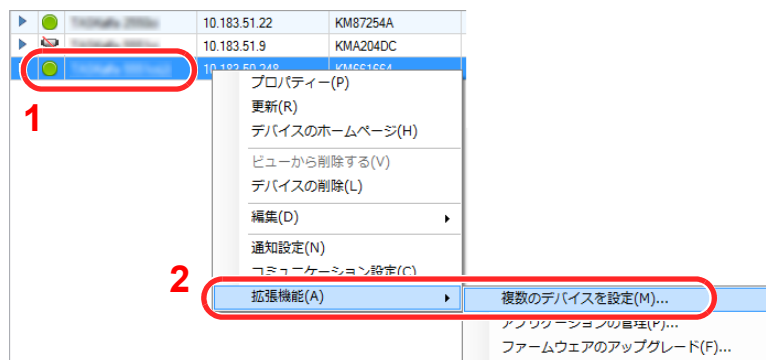 10.183.51.22 KM87254A
10.183.51.9 KMA204DC
10.183.50.248 KM661664
1
プロパティー(P)
更新(R)
デバイスのホームページ(H)
ビューから削除する(V)
デバイスの削除(L)
編集(D)
通知設定(N)
コミュニケーション設定(C)
2
拡張機能(A)
複数のデバイスを設定(M)...
アプリケーションの管理(P)...
ファームウェアのアップグレード(F)...